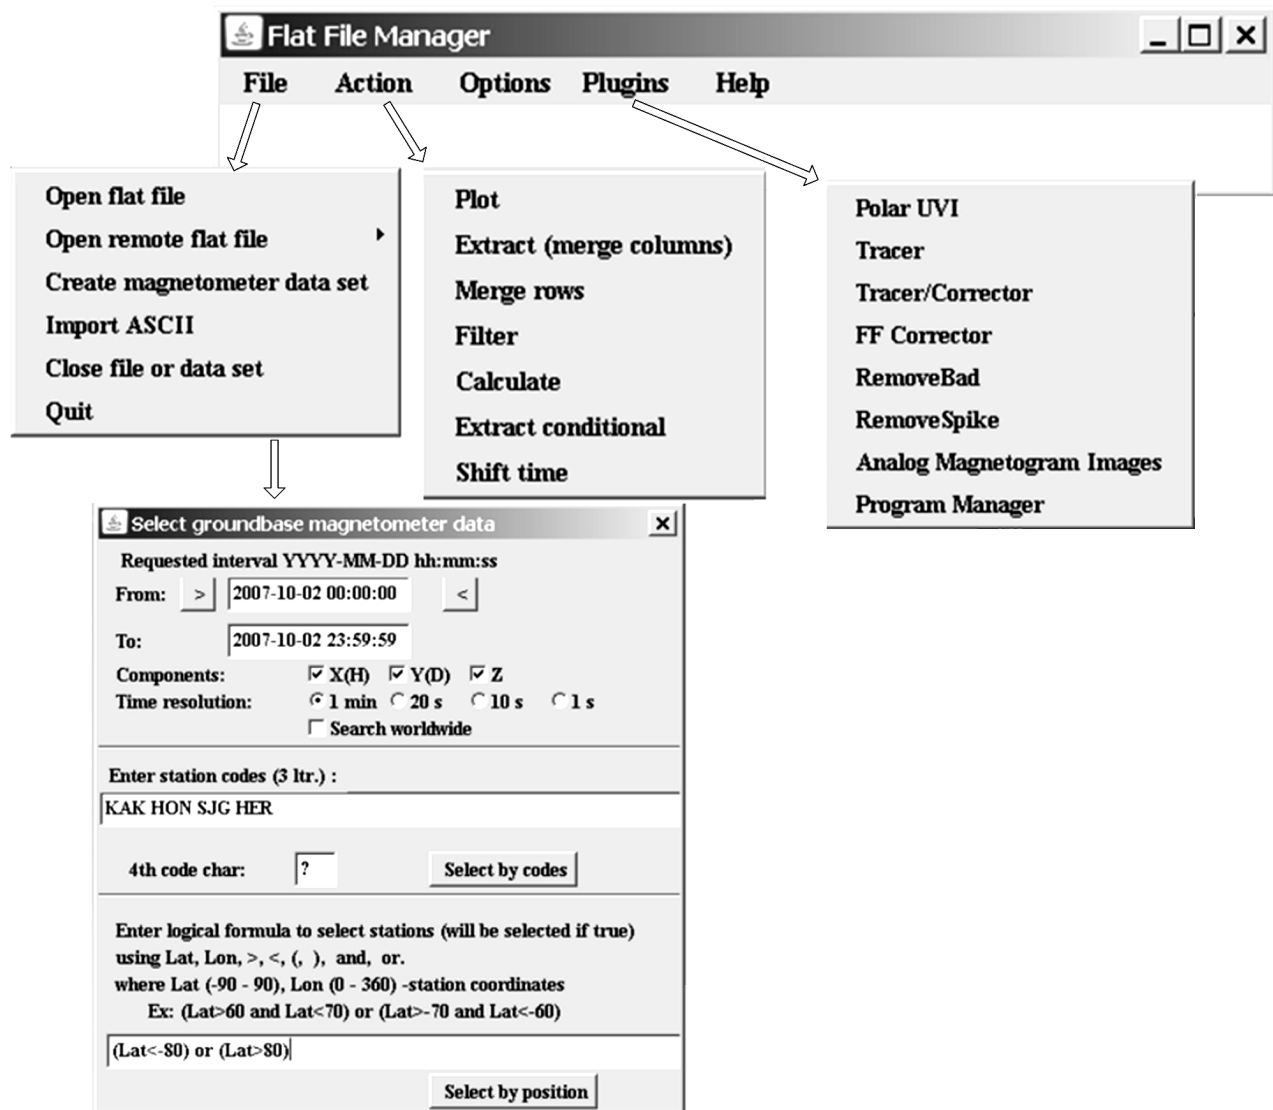 Flat File Manager
File Action Options Plugins Help
Open flat file
Open remote flat file
Create magnetometer data set
Import ASCII
Close file or data set
Quit
Plot
Extract (merge columns)
Merge rows
Filter
Calculate
Extract conditional
Shift time
Polar UVI
Tracer
Tracer/Corrector
FF Corrector
RemoveBad
RemoveSpike
Analog Magnetogram Images
Program Manager
Select groundbase magnetometer data
Requested interval YYYY-MM-DD hh:mm:ss
From: > 2007-10-02 00:00:00 <
To: 2007-10-02 23:59:59
Components: X(H) Y(D) Z
Time resolution: 1 min 20 s 10 s 1 s
Search worldwide
Enter station codes (3 ltr.) :
KAK HON SJG HER
4th code char: ? Select by codes
Enter logical formula to select stations (will be selected if true)
using Lat, Lon, >, <, (, ), and, or.
where Lat (-90 - 90), Lon (0 - 360) -station coordinates
Ex: (Lat>60 and Lat<70) or (Lat>-70 and Lat<-60)
(Lat<-80) or (Lat>80)
Select by position